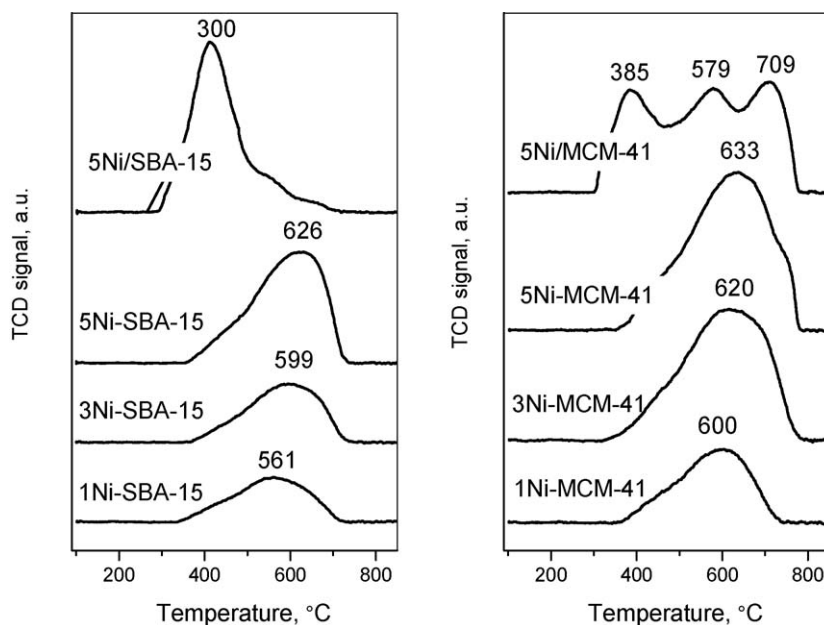 300
5Ni/SBA-15
626
5Ni-SBA-15
599
3Ni-SBA-15
561
1Ni-SBA-15
TCD signal, a.u.
200 400 600 800
Temperature, °C
385 579 709
5Ni/MCM-41
633
5Ni-MCM-41
620
3Ni-MCM-41
600
1Ni-MCM-41
TCD signal, a.u.
200 400 600 800
Temperature, °C